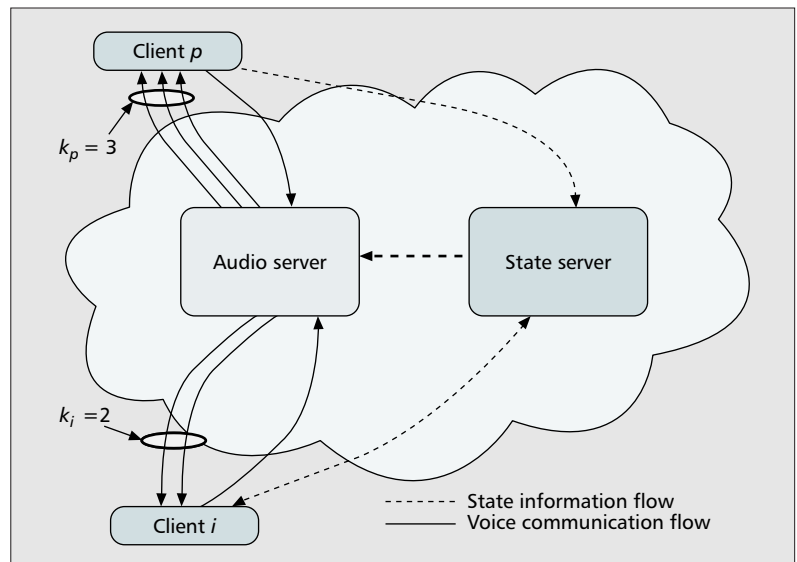 Client p
k_p = 3
Audio server
State server
k_i =2
State information flow
Voice communication flow
Client i